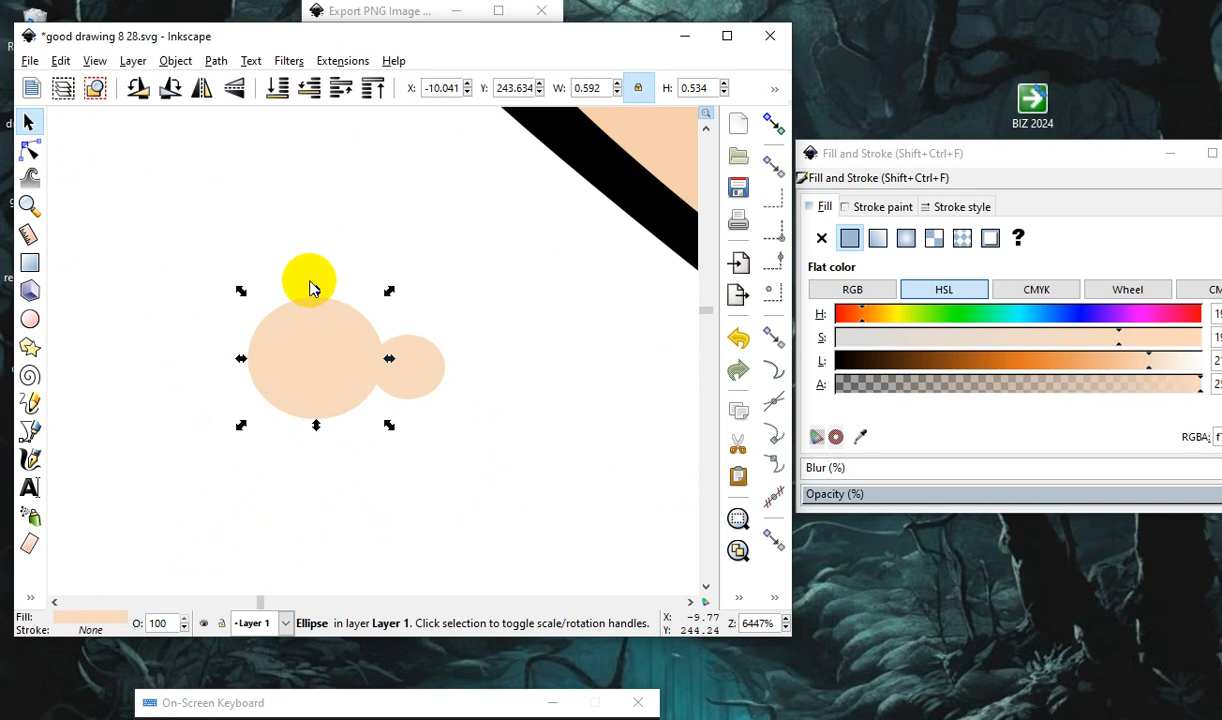 Export PNG Image ...
*good drawing 8 28.svg - Inkscape
File Edit View Layer Object Path Text Filters Extensions Help
X: -10.041 Y: 243.634 W: 0.592 H: 0.534
BIZ 2024
Fill and Stroke (Shift+Ctrl+F)
Fill and Stroke (Shift+Ctrl+F)
Fill Stroke paint Stroke style
Flat color
RGB HSL CMYK Wheel
H:
S:
L:
A:
RGBA:
Blur (%)
Opacity (%)
Fill:
Stroke: None
O: 100
Layer 1
Ellipse in layer Layer 1. Click selection to toggle scale/rotation handles.
X: -9.77
Y: 244.24
Z: 6447%
On-Screen Keyboard